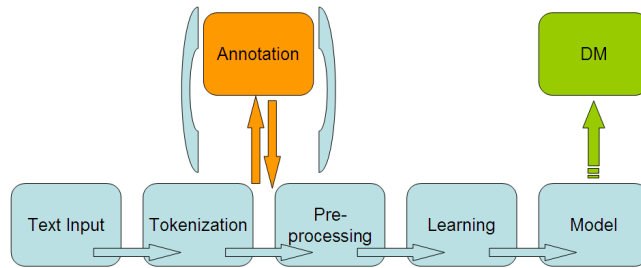 Annotation
DM
Text Input
Tokenization
Pre-
processing
Learning
Model